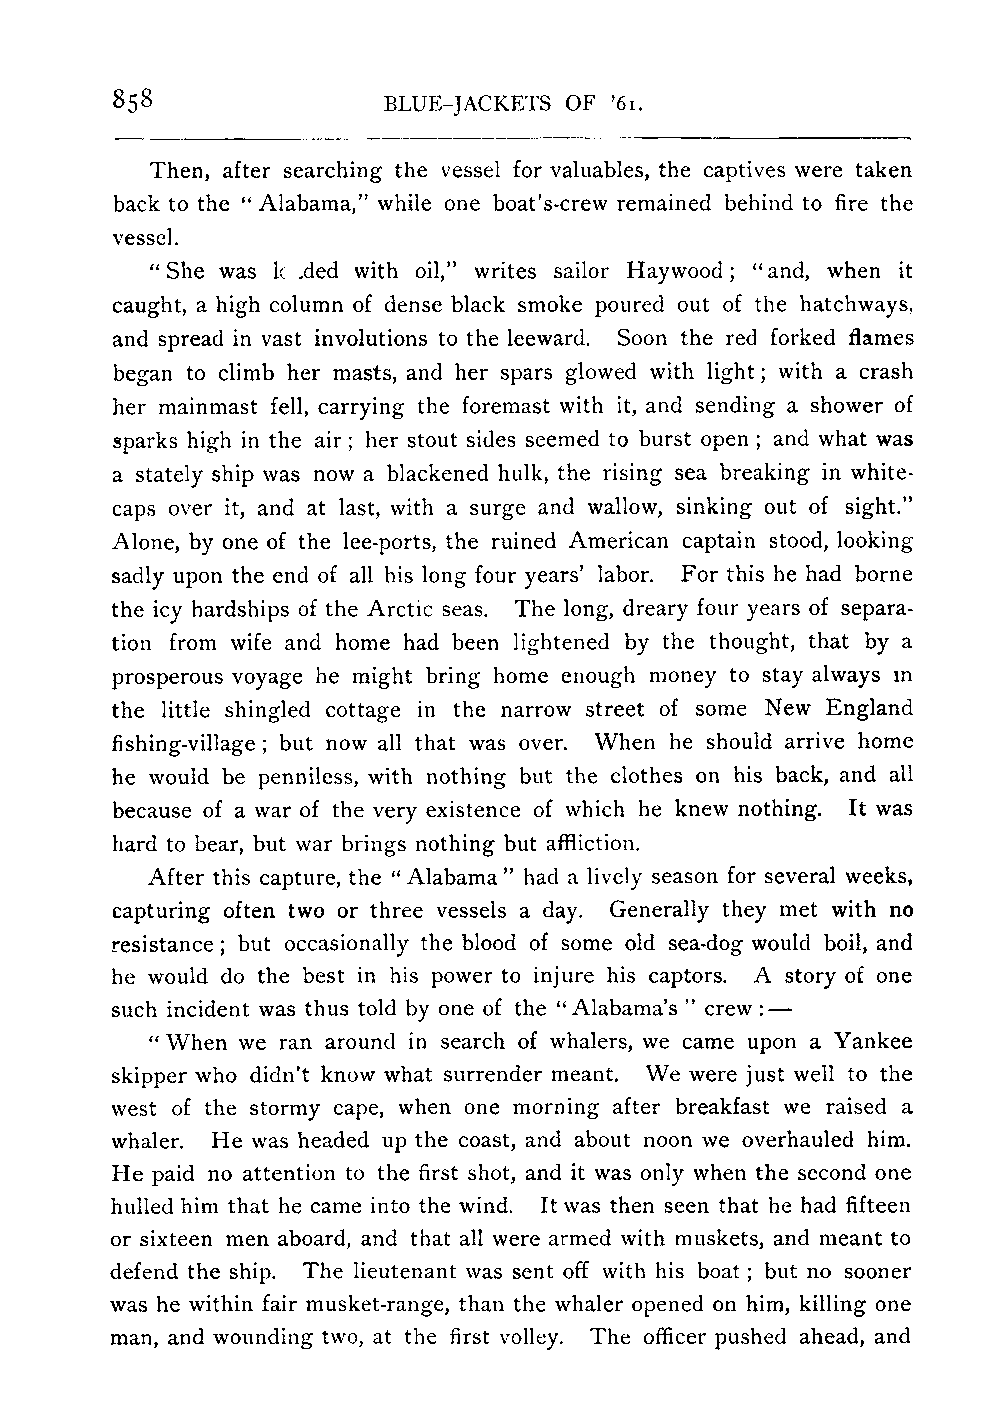 858 BLUE-JACKETS OF '61.
Then, after searching the vessel for valuables, the captives were taken
back to the “ Alabama,” while one boat's-crew remained behind to fire the
vessel.
“ She was with oil,” writes sailor Haywood ; “and, when it
caught, a high column of dense black smoke poured out of the hatchways,
and spread in vast involutions to the leeward. Soon the red forked flames
began to climb her masts, and her spars glowed with light ; with a crash
her mainmast fell, carrying the foremast with it, and sending a shower of
sparks high in the air ; her stout sides seemed to burst open ; and what was
a stately ship was now a blackened hulk, the rising sea breaking in white-
caps over it, and at last, with a surge and wallow, sinking out of sight.”
Alone, by one of the lee-ports, the ruined American captain stood, looking
sadly upon the end of all his long four years' labor. For this he had borne
the icy hardships of the Arctic seas. The long, dreary four years of separa-
tion from wife and home had been lightened by the thought, that by a
prosperous voyage he might bring home enough money to stay always in
the little shingled cottage in the narrow street of some New England
fishing-village ; but now all that was over. When he should arrive home
he would be penniless, with nothing but the clothes on his back, and all
because of a war of the very existence of which he knew nothing. It was
hard to bear, but war brings nothing but affliction.
After this capture, the “ Alabama ” had a lively season for several weeks,
capturing often two or three vessels a day. Generally they met with no
resistance ; but occasionally the blood of some old sea-dog would boil, and
he would do the best in his power to injure his captors. A story of one
such incident was thus told by one of the “ Alabama's ” crew : —
“ When we ran around in search of whalers, we came upon a Yankee
skipper who didn't know what surrender meant. We were just well to the
west of the stormy cape, when one morning after breakfast we raised a
whaler. He was headed up the coast, and about noon we overhauled him.
He paid no attention to the first shot, and it was only when the second one
hulled him that he came into the wind. It was then seen that he had fifteen
or sixteen men aboard, and that all were armed with muskets, and meant to
defend the ship. The lieutenant was sent off with his boat ; but no sooner
was he within fair musket-range, than the whaler opened on him, killing one
man, and wounding two, at the first volley. The officer pushed ahead, and